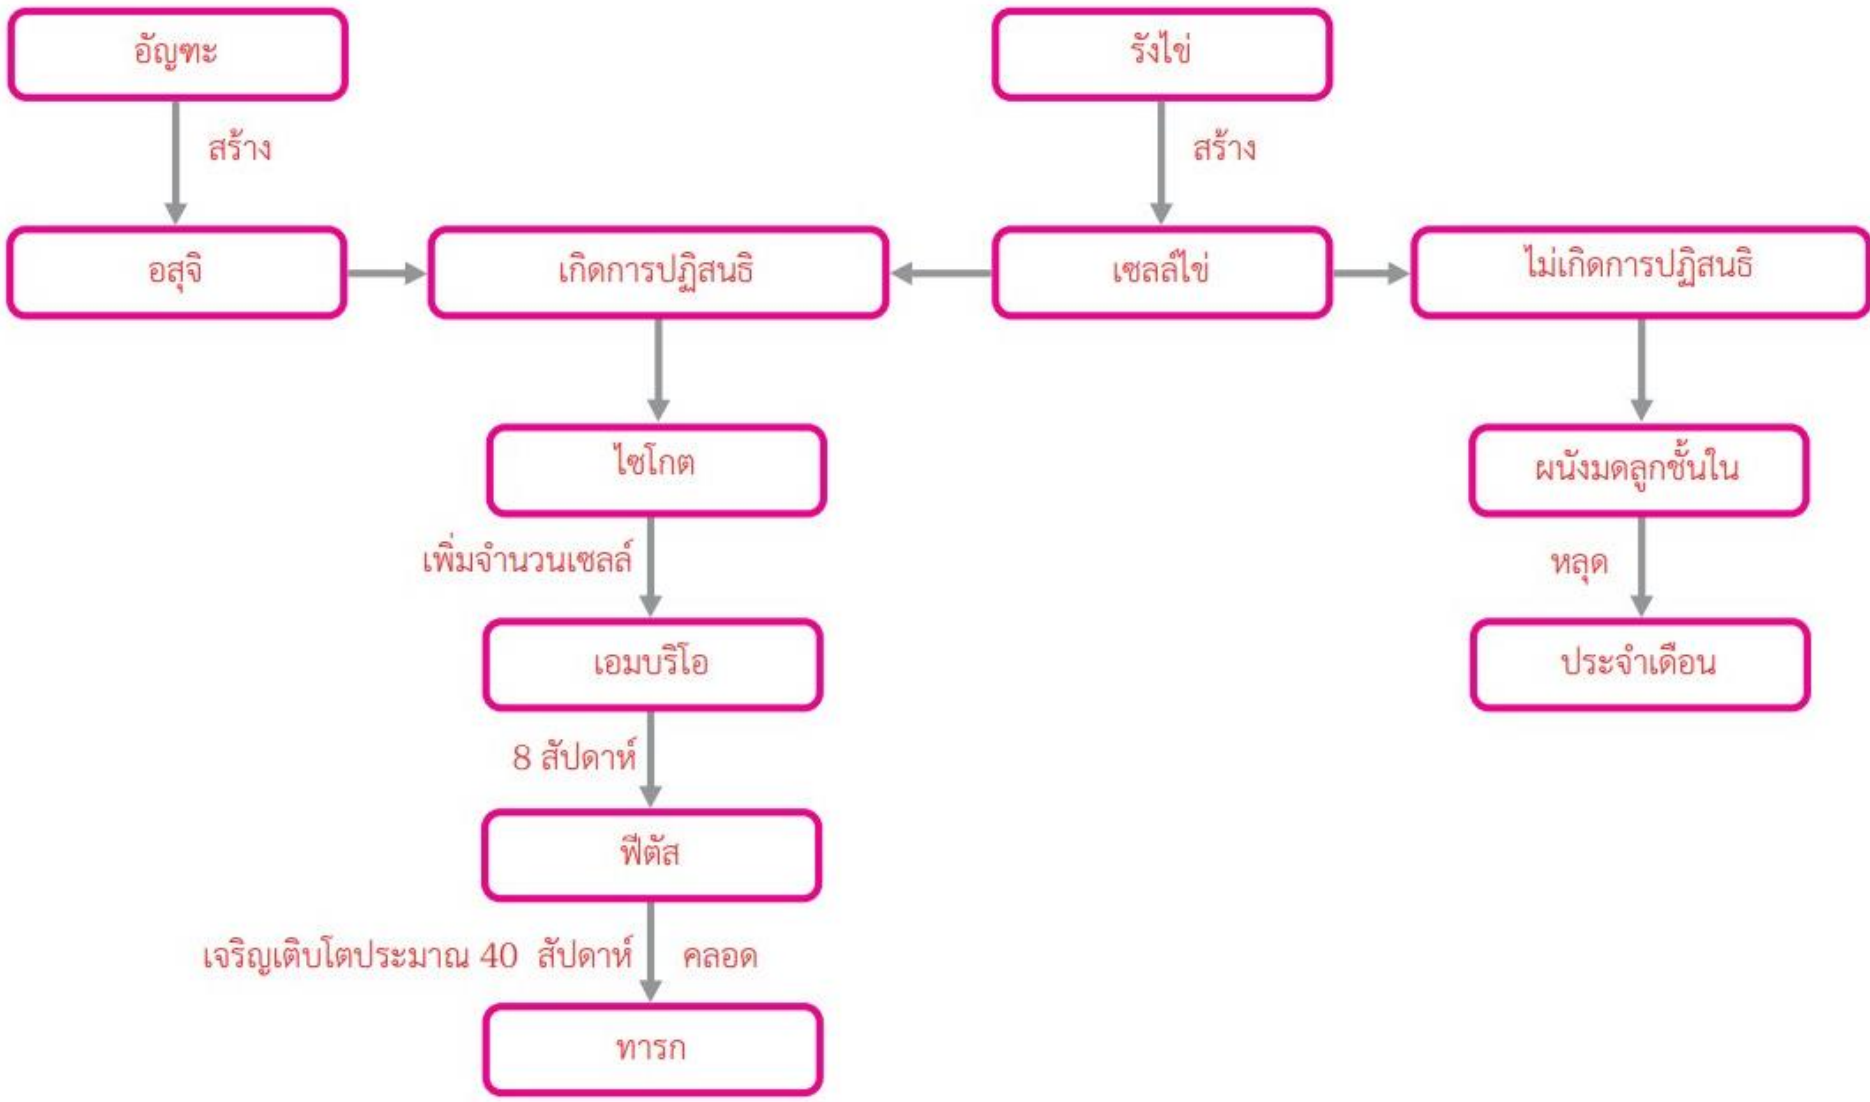 อัญฑะ
รังไข่
สร้าง
สร้าง
อสุจิ
เกิดการปฏิสนธิ
เซลล์ไข่
ไม่เกิดการปฏิสนธิ
ไซโกต
ผนังมดลูกชั้นใน
เพิ่มจำนวนเซลล์
หลุด
เอมบริโอ
ประจำเดือน
8 สัปดาห์
ฟีตัส
เจริญเติบโตประมาณ 40 สัปดาห์
คลอด
ทารก